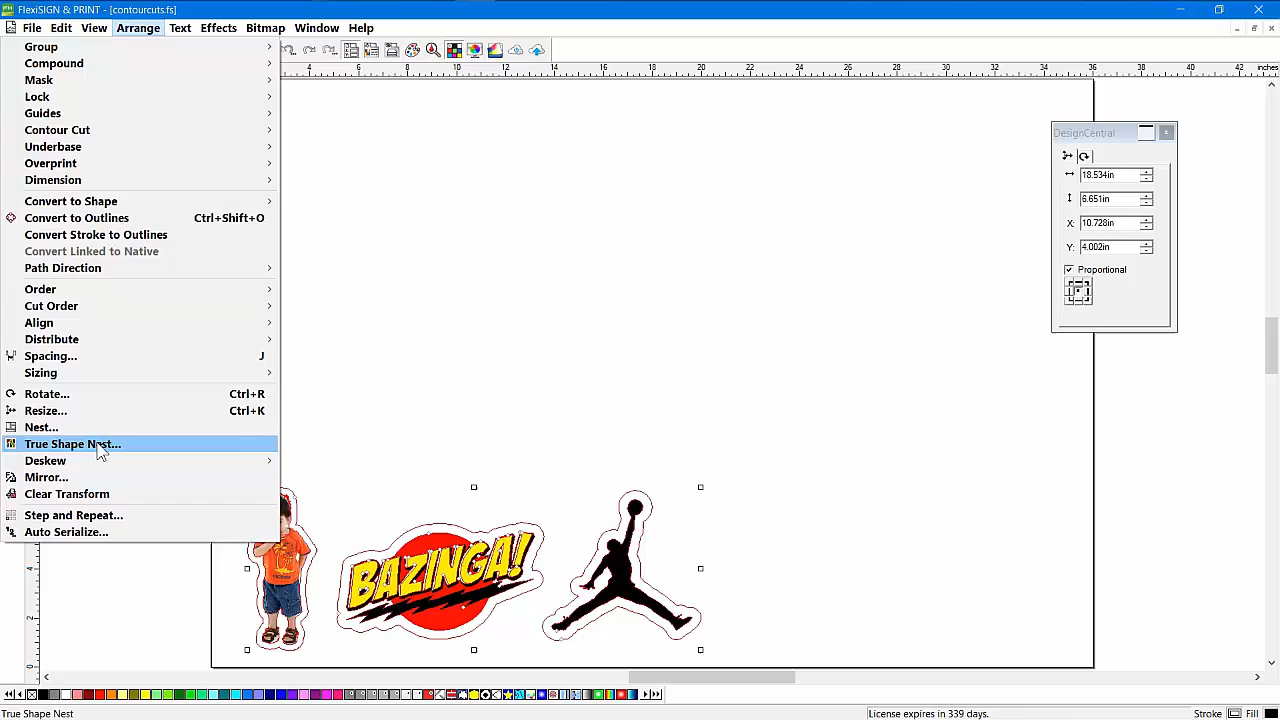 FlexiSIGN & PRINT - [contourcuts.fs]
File Edit View Arrange Text Effects Bitmap Window Help
Group
Compound
Mask
Lock
Guides
Contour Cut
Underbase
Overprint
Dimension
Convert to Shape
Convert to Outlines Ctrl+Shift+O
Convert Stroke to Outlines
Convert Linked to Native
Path Direction
Order
Cut Order
Align
Distribute
Spacing... J
Sizing
Rotate... Ctrl+R
Resize... Ctrl+K
Nest...
True Shape Nest...
Deskew
Mirror...
Clear Transform
Step and Repeat...
Auto Serialize...
4 6 8 10 12 14 16 18 20 22 24 26 28 30 32 34 36 38 40 42 inches
DesignCentral
18.534in
6.651in
X: 10.728in
Y: 4.002in
Proportional
4
2
0
BAZINGA!
True Shape Nest
License expires in 339 days.
Stroke
Fill